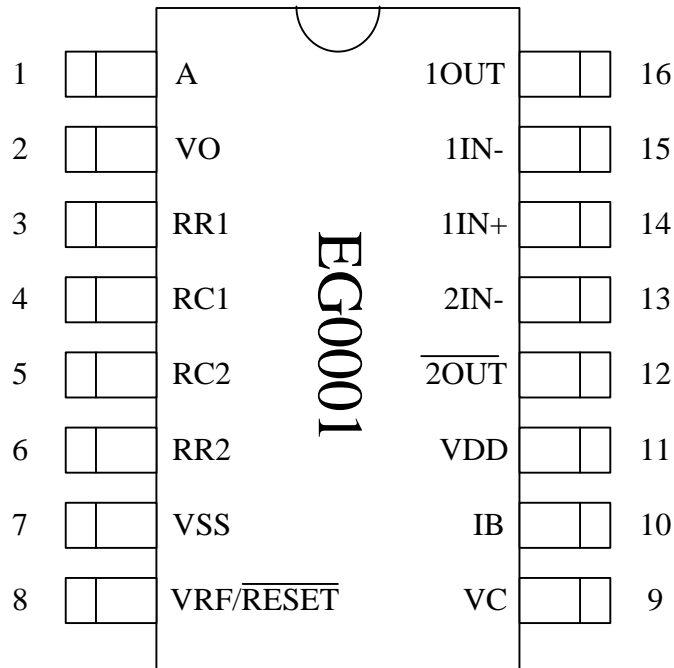 1 A 1OUT 16
2 VO 1IN- 15
3 RR1 1IN+ 14
4 RC1 2IN- 13
5 RC2 2OUT 12
6 RR2 VDD 11
7 VSS IB 10
8 VRF/RESET VC 9
EG0001